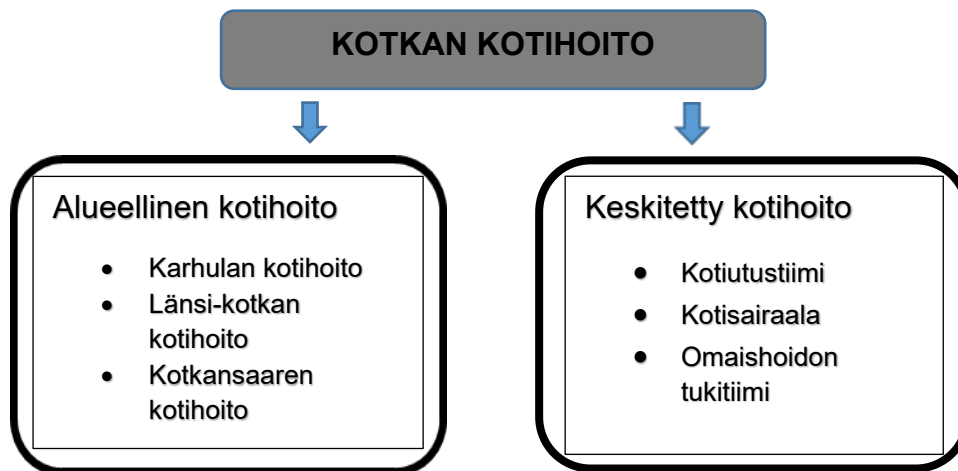 KOTKAN KOTIHOITO
Alueellinen kotihoito
• Karhulan kotihoito
• Länsi-kotkan
kotihoito
• Kotkansaaren
kotihoito
Keskitetty kotihoito
• Kotiutustiimi
• Kotisairaala
• Omaishoidon
tukitiimi